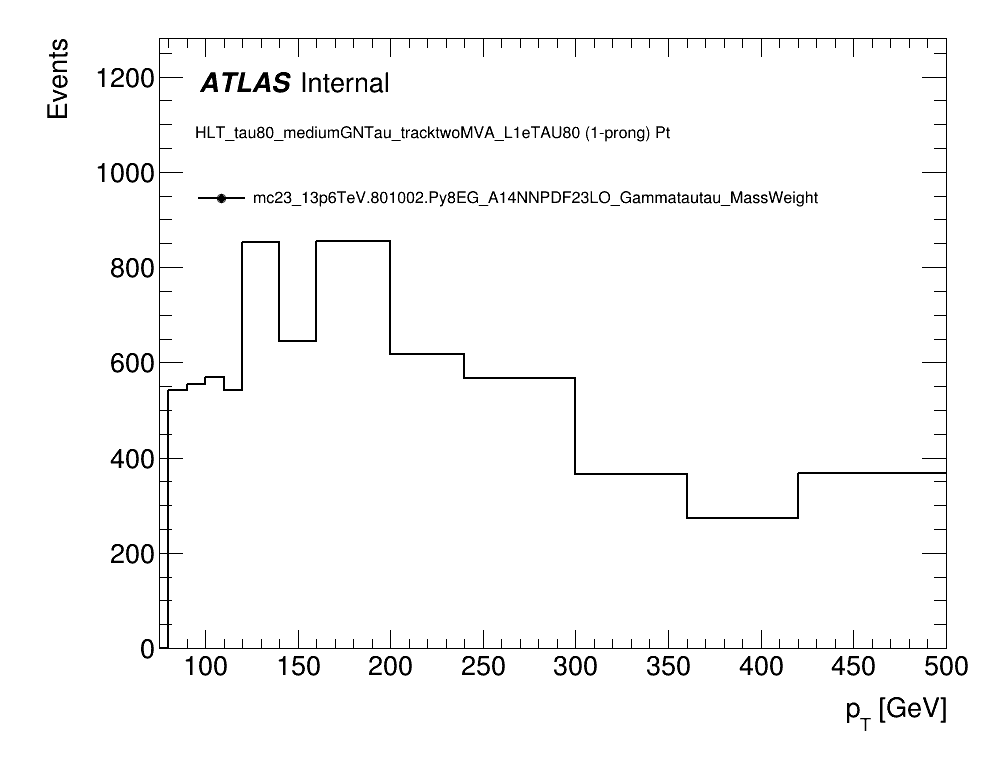 Events
1200
1000
800
600
400
200
0
ATLAS Internal
HLT_tau80_mediumGNTau_tracktwoMVA_L1eTAU80 (1-prong) Pt
mc23_13p6TeV.801002.Py8EG_A14NNPDF23LO_Gammatautau_MassWeight
100 150 200 250 300 350 400 450 500
p_T [GeV]